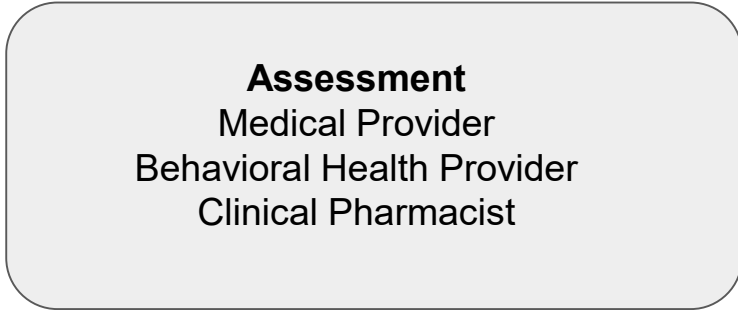 Assessment
Medical Provider
Behavioral Health Provider
Clinical Pharmacist